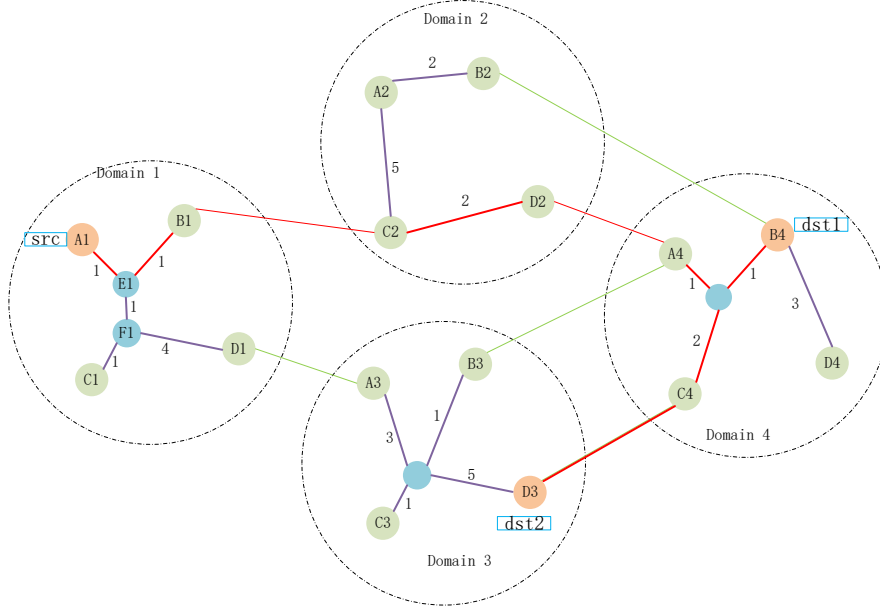 Domain 2
A2
2
B2
5
C2
2
D2
Domain 1
src
A1
B1
1
1
E1
1
F1
1
4
C1
D1
A4
B4
dst1
1
1
2
3
C4
D4
Domain 4
A3
B3
3
1
5
1
C3
D3
dst2
Domain 3